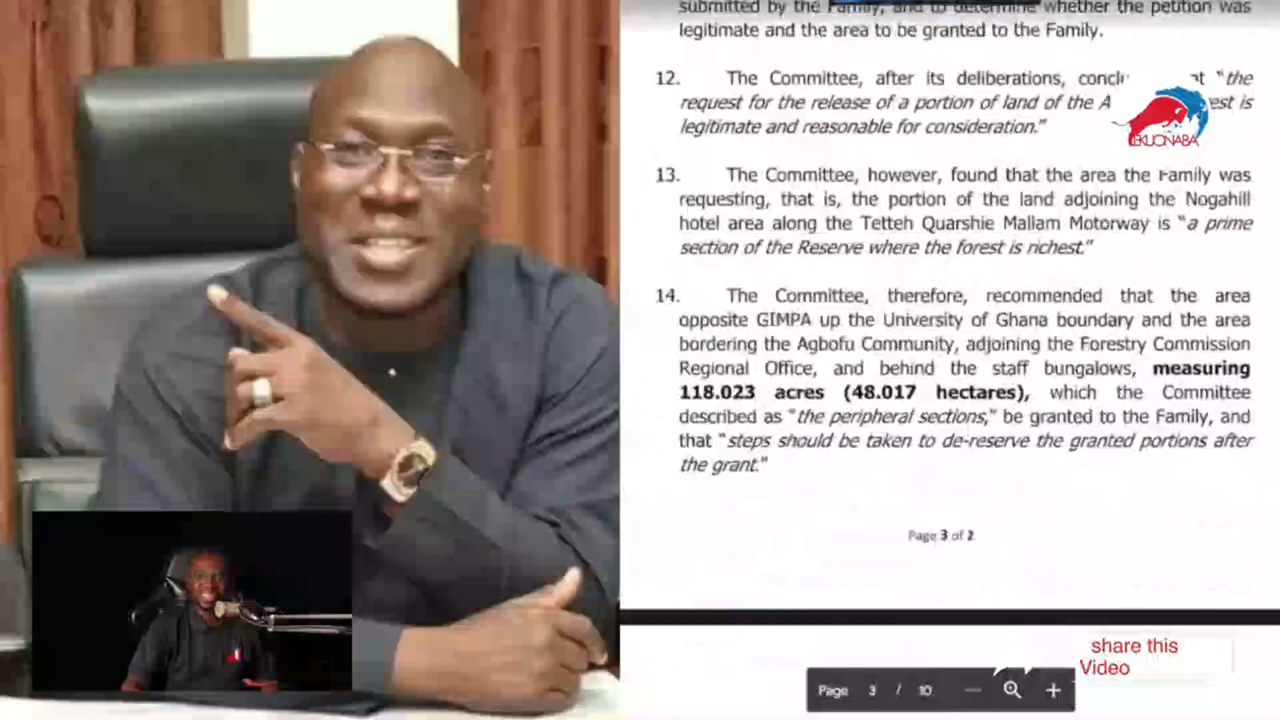 submitted by the Family, and to determine whether the petition was
legitimate and the area to be granted to the Family.
12. The Committee, after its deliberations, "the
request for the release of a portion of land of the A is
legitimate and reasonable for consideration."
EKUONABA
13. The Committee, however, found that the area the Family was
requesting, that is, the portion of the land adjoining the Nogahill
hotel area along the Tetteh Quarshie Mallam Motorway is "a prime
section of the Reserve where the forest is richest."
14. The Committee, therefore, recommended that the area
opposite GIMPA up the University of Ghana boundary and the area
bordering the Agbofu Community, adjoining the Forestry Commission
Regional Office, and behind the staff bungalows, measuring
118.023 acres (48.017 hectares), which the Committee
described as "the peripheral sections," be granted to the Family, and
that "steps should be taken to de-reserve the granted portions after
the grant."
Page 3 of 2
share this
Video
Page 3 / 10